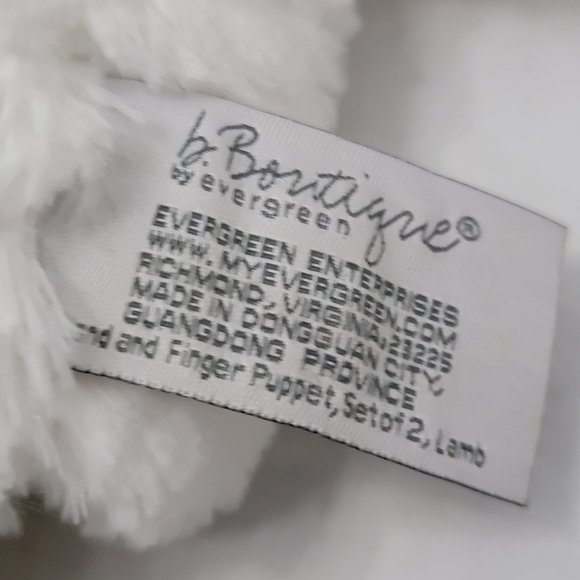 b.Boutique®
by evergreen
EVERGREEN ENTERPRISES
www.MYEVERGREEN.COM
RICHMOND, VIRGINIA, 23225
MADE IN DONGGUAN CITY,
GUANGDONG PROVINCE
and and Finger Puppet, Set of 2, Lamb